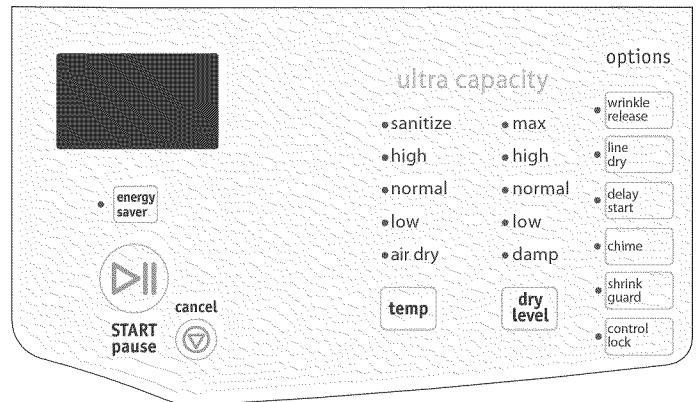 options
ultra capacity
wrinkle
release
line
dry
delay
start
chime
shrink
guard
control
lock
sanitize
high
normal
low
air dry
temp
max
high
normal
low
damp
dry
level
energy
saver
START
pause
cancel